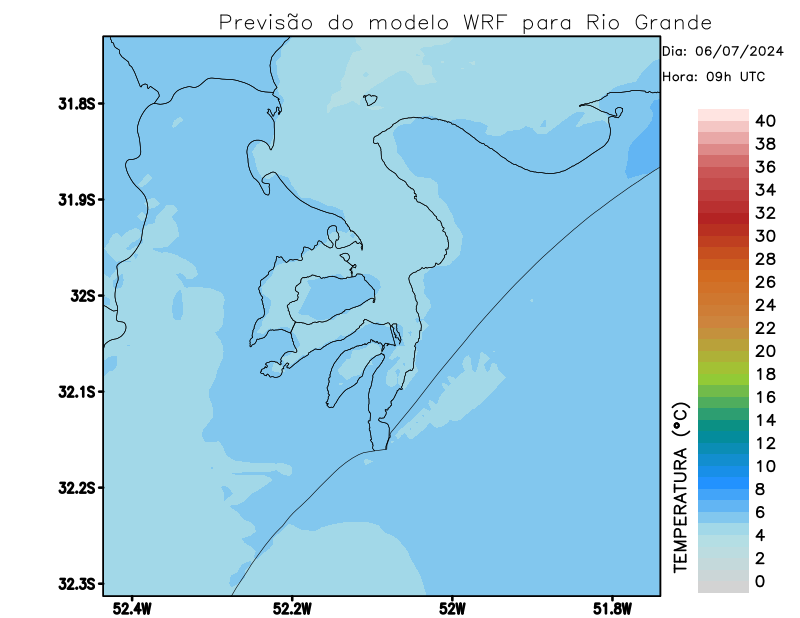 Previsão do modelo WRF para Rio Grande
Dia: 06/07/2024
Hora: 09h UTC
31.8S
31.9S
32S
32.1S
32.2S
32.3S
52.4W
52.2W
52W
51.8W
TEMPERATURA (°C)
40
38
36
34
32
30
28
26
24
22
20
18
16
14
12
10
8
6
4
2
0